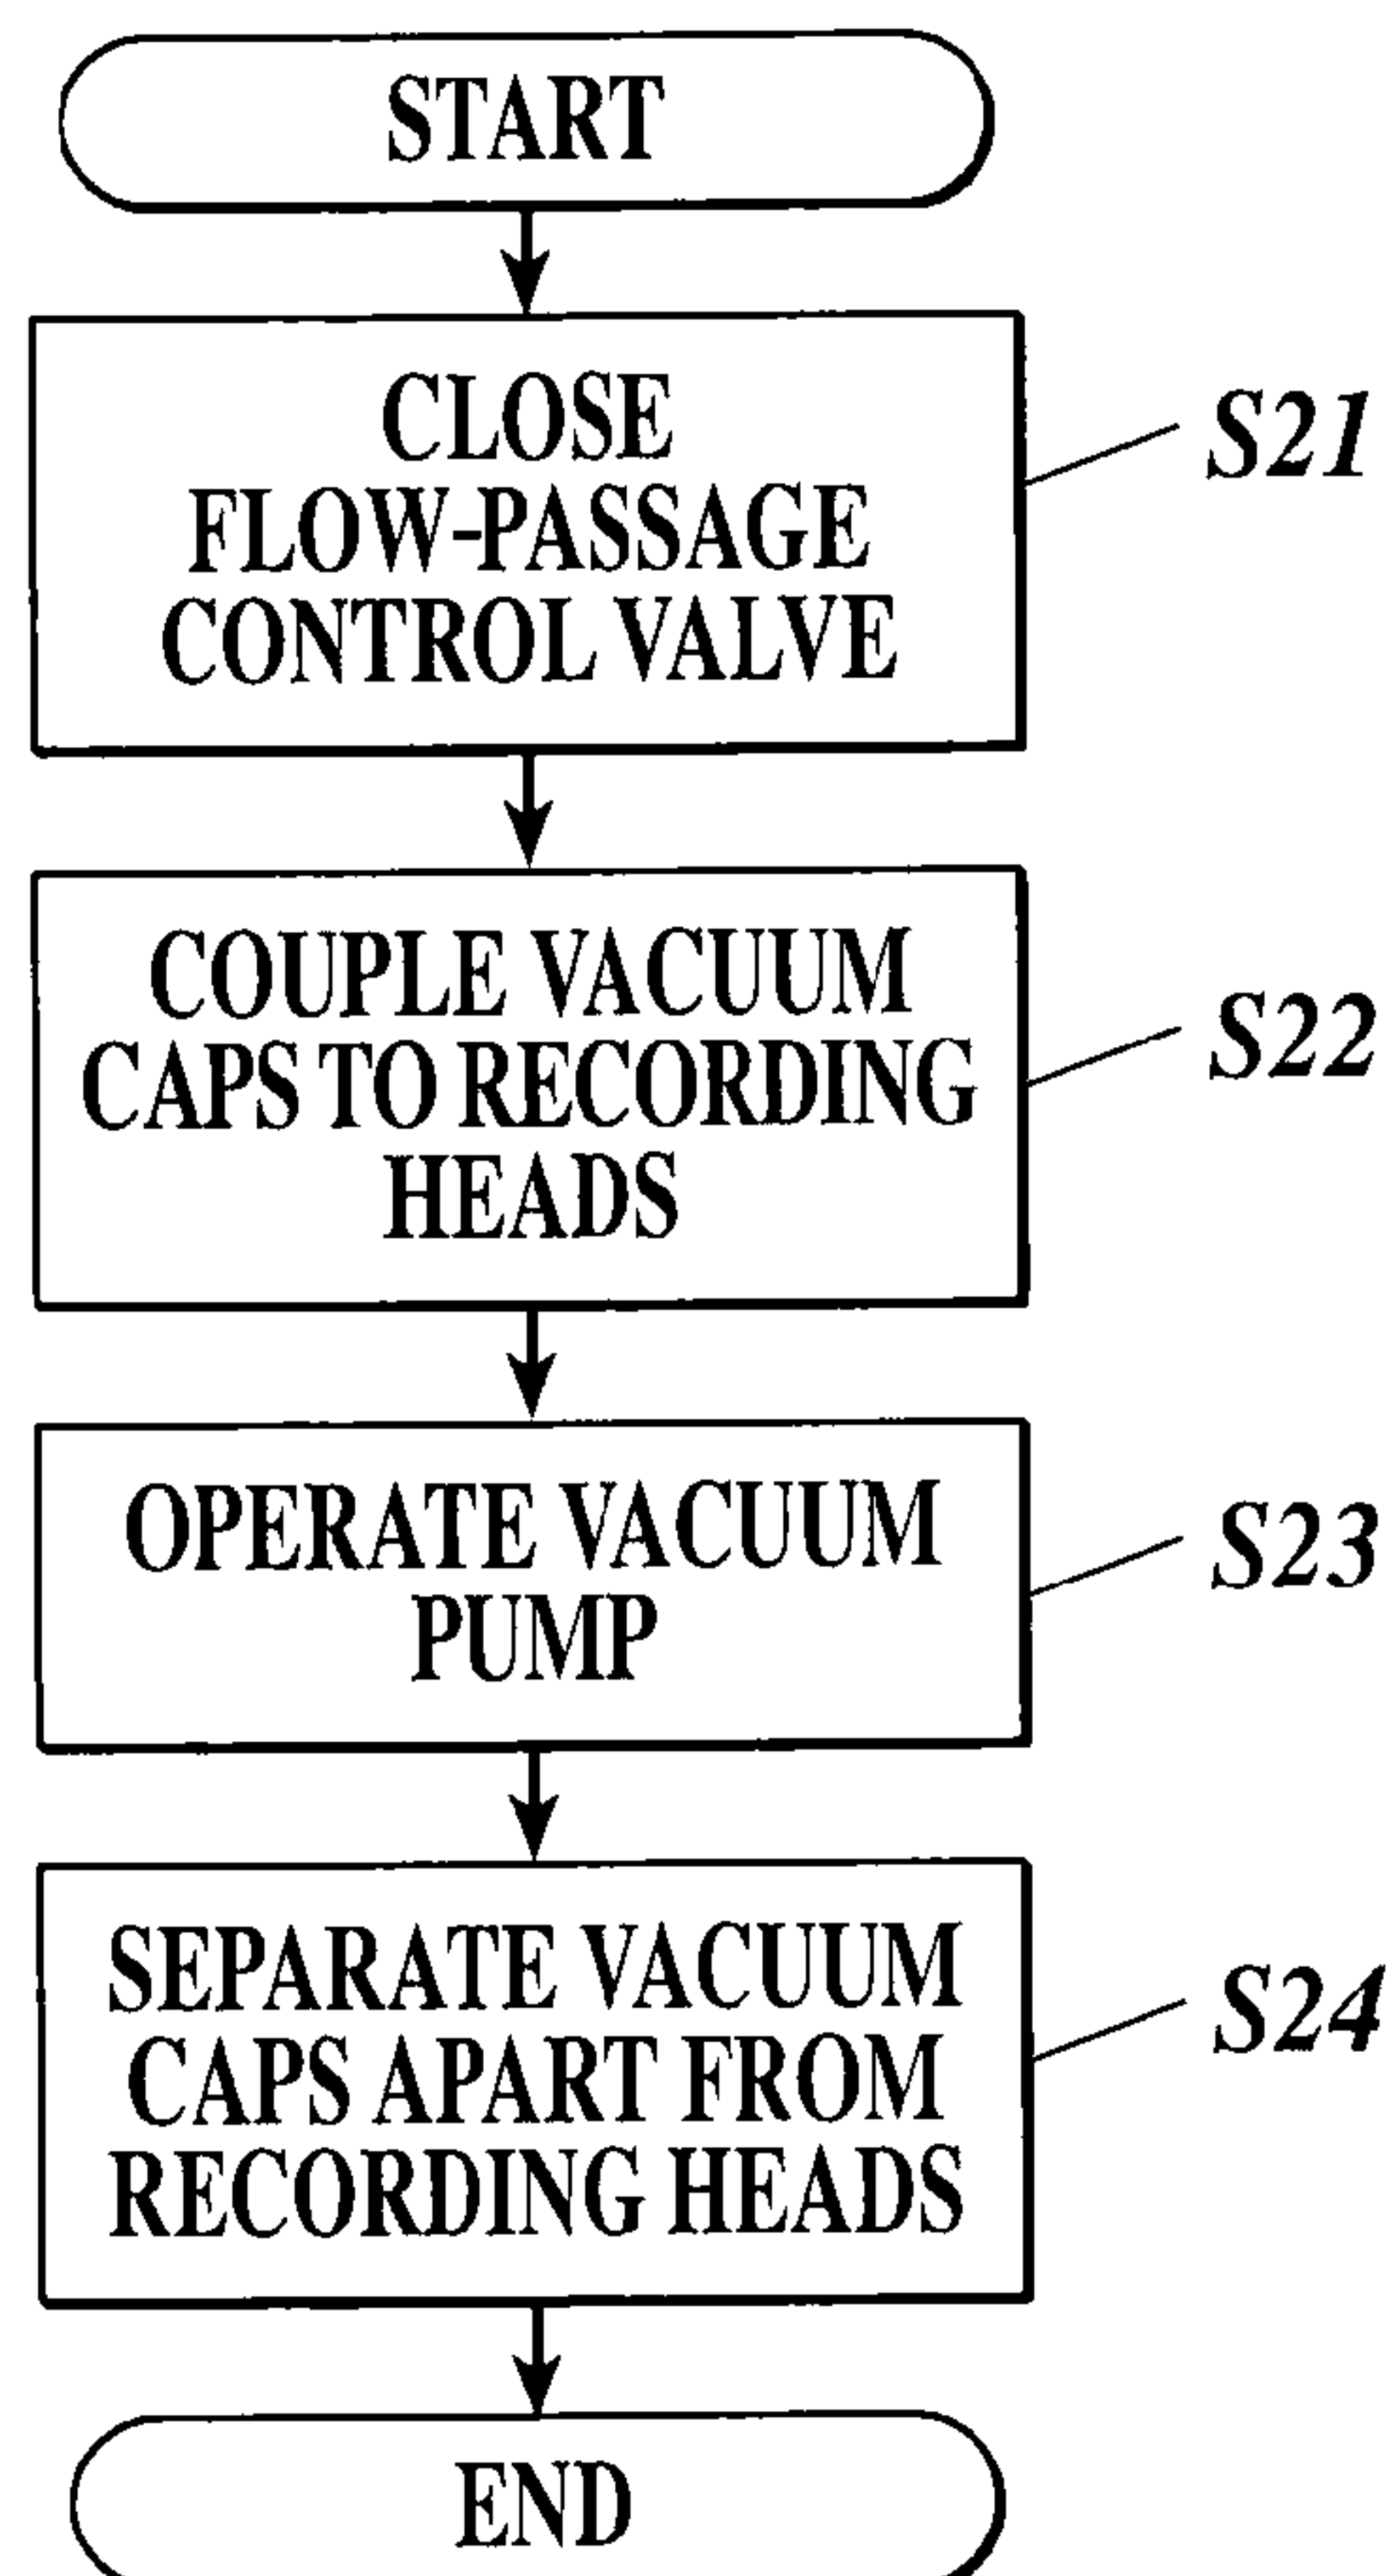 START
CLOSE
FLOW-PASSAGE
CONTROL VALVE
S21
COUPLE VACUUM
CAPS TO RECORDING
HEADS
S22
OPERATE VACUUM
PUMP
S23
SEPARATE VACUUM
CAPS APART FROM
RECORDING HEADS
S24
END